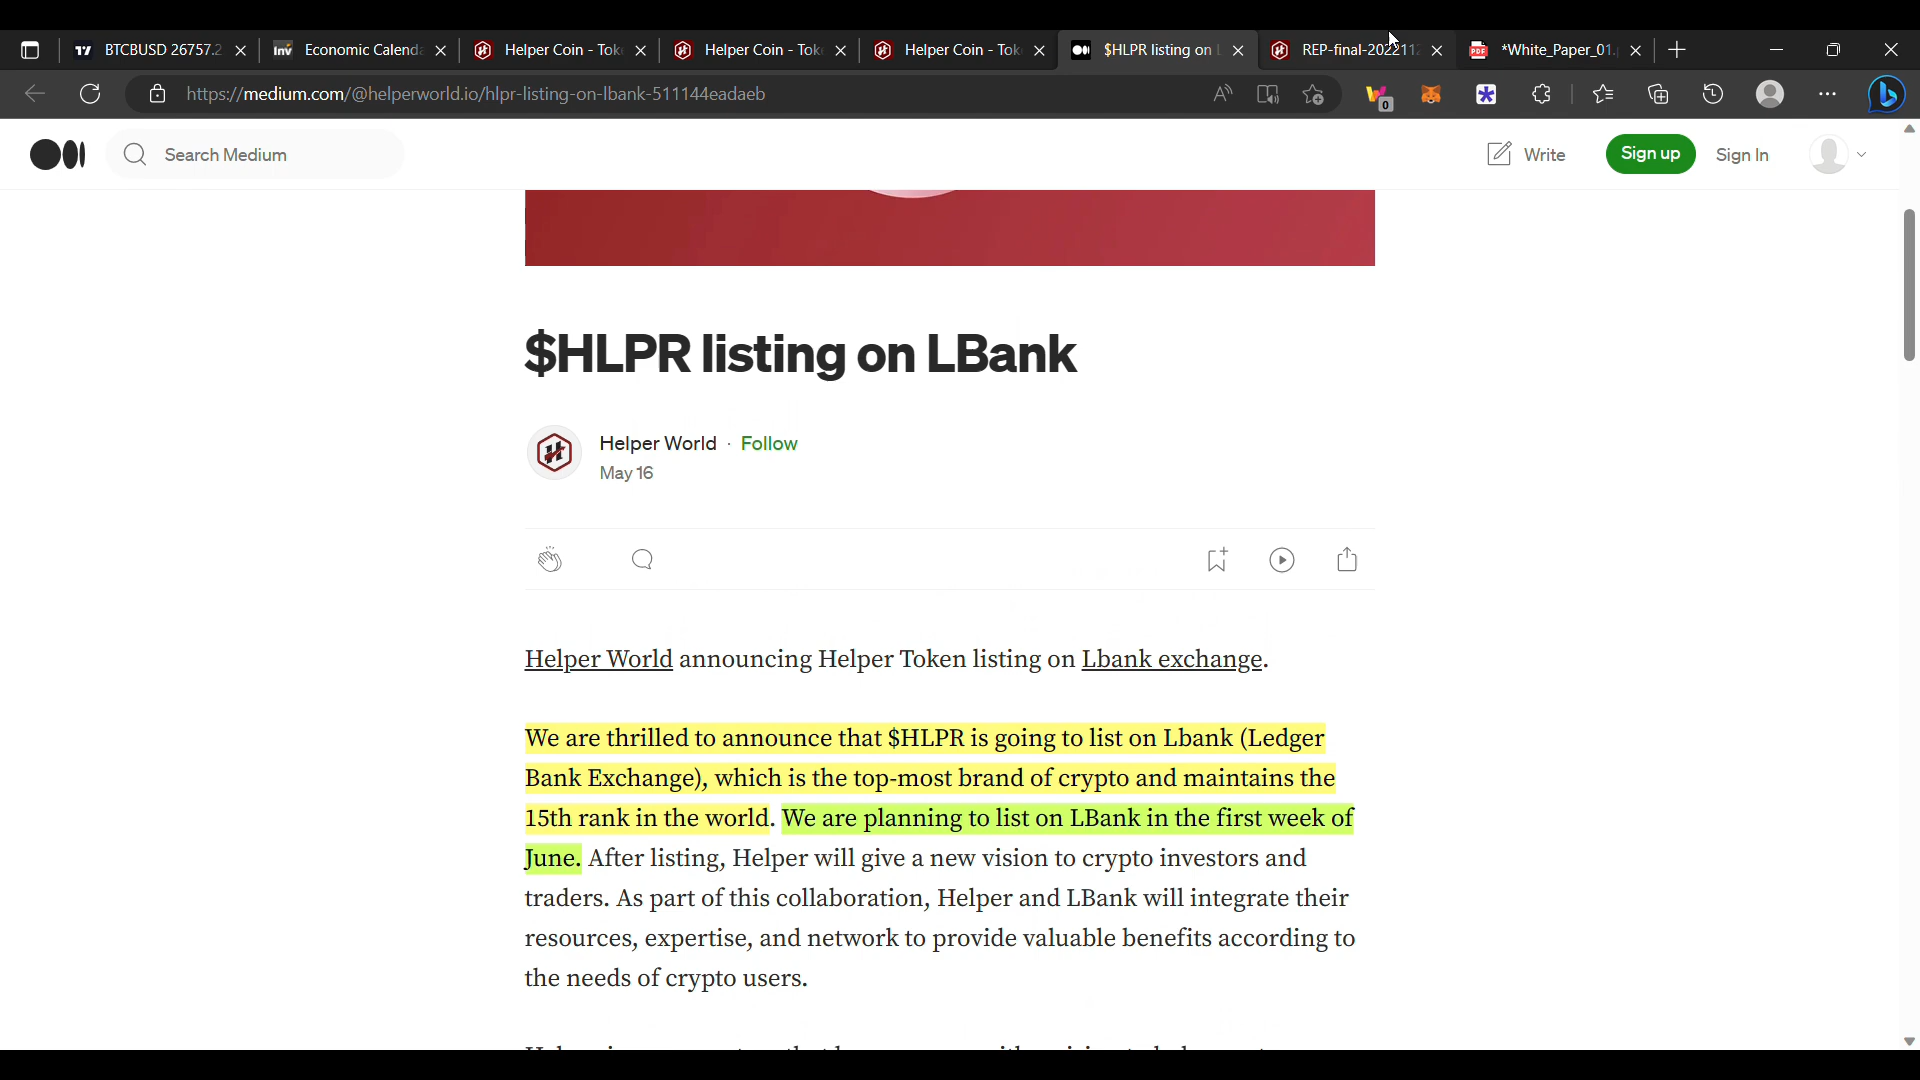 BTCBUSD 26757.2
Economic Calend
Helper Coin - Tok
Helper Coin - Tok
Helper Coin - Tok
$HLPR listing on L
REP-final-2022112
*White_Paper_01.
https://medium.com/@helperworld.io/hlpr-listing-on-lbank-511144eadaeb
0
Search Medium
Write
Sign up
Sign In
$HLPR listing on LBank
Helper World · Follow
May 16
Helper World announcing Helper Token listing on Lbank exchange.
We are thrilled to announce that $HLPR is going to list on Lbank (Ledger
Bank Exchange), which is the top-most brand of crypto and maintains the
15th rank in the world. We are planning to list on LBank in the first week of
June. After listing, Helper will give a new vision to crypto investors and
traders. As part of this collaboration, Helper and LBank will integrate their
resources, expertise, and network to provide valuable benefits according to
the needs of crypto users.